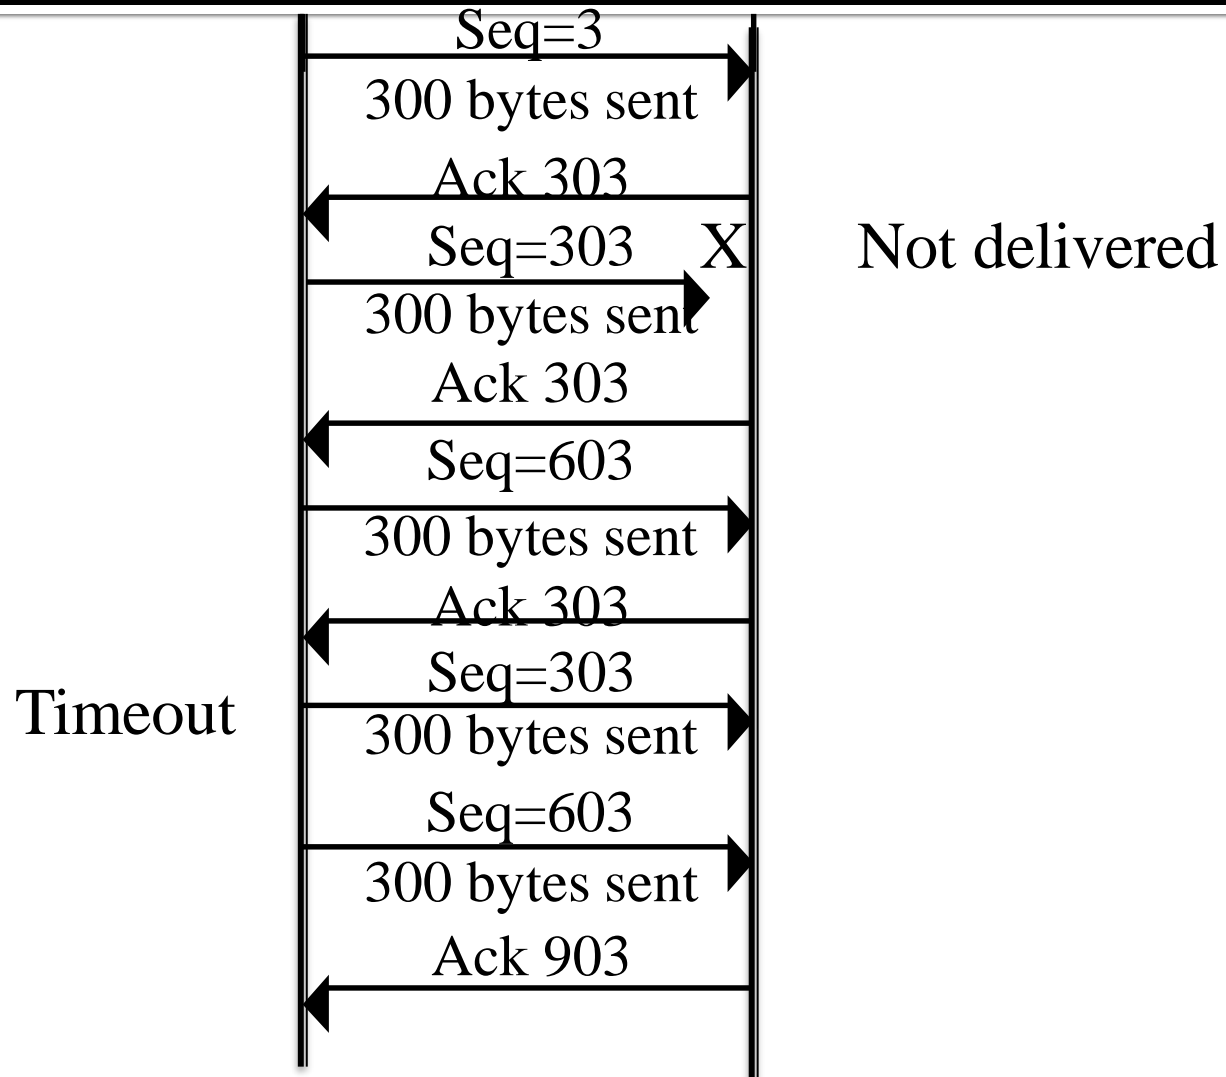 Seq=3
300 bytes sent
Ack 303
Seq=303
X
Not delivered
300 bytes sent
Ack 303
Seq=603
300 bytes sent
Ack 303
Seq=303
Timeout
300 bytes sent
Seq=603
300 bytes sent
Ack 903